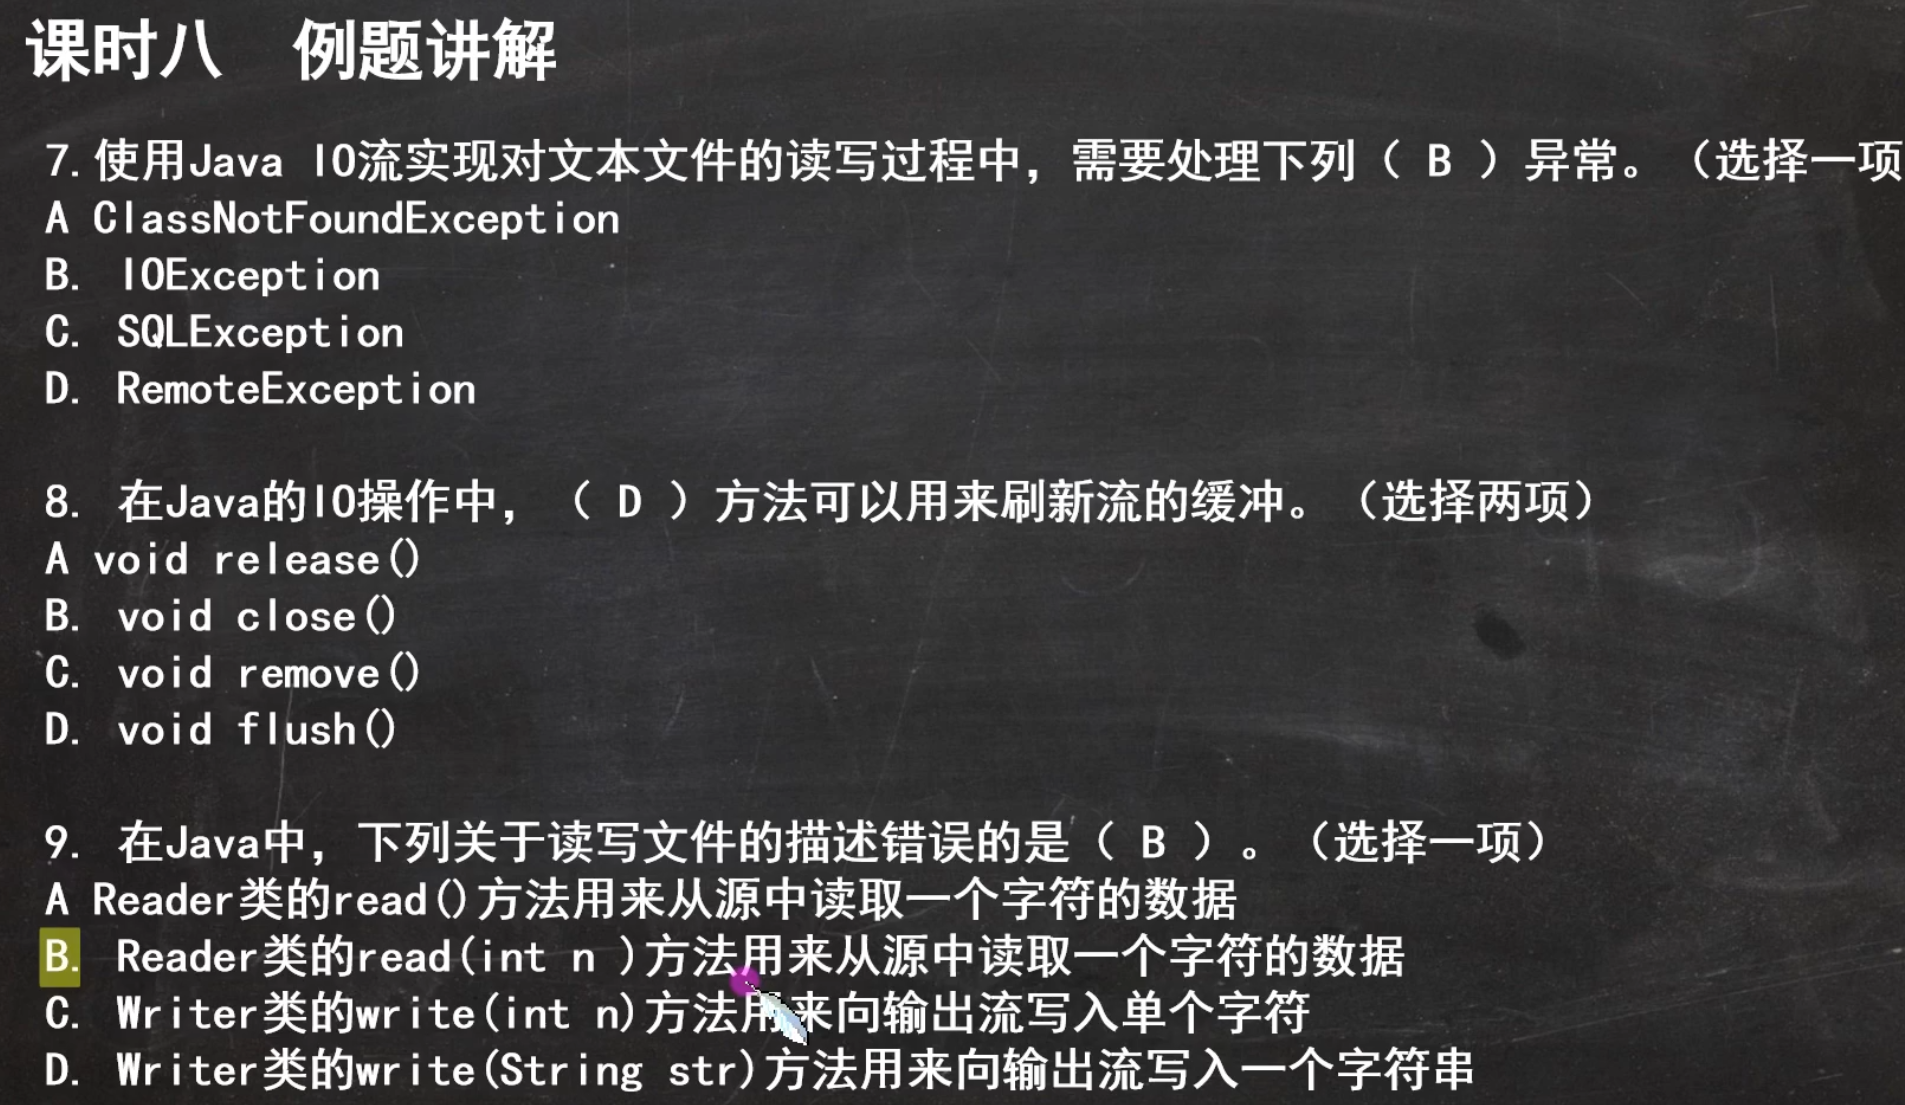 课时八 例题讲解
7.使用Java IO流实现对文本文件的读写过程中，需要处理下列（ B ）异常。（选择一项
A ClassNotFoundException
B. IOException
C. SQLException
D. RemoteException
8. 在Java的IO操作中，（ D ）方法可以用来刷新流的缓冲。（选择两项）
A void release()
B. void close()
C. void remove()
D. void flush()
9. 在Java中，下列关于读写文件的描述错误的是（ B ）。（选择一项）
A Reader类的read()方法用来从源中读取一个字符的数据
B. Reader类的read(int n )方法用来从源中读取一个字符的数据
C. Writer类的write(int n)方法用来向输出流写入单个字符
D. Writer类的write(String str)方法用来向输出流写入一个字符串